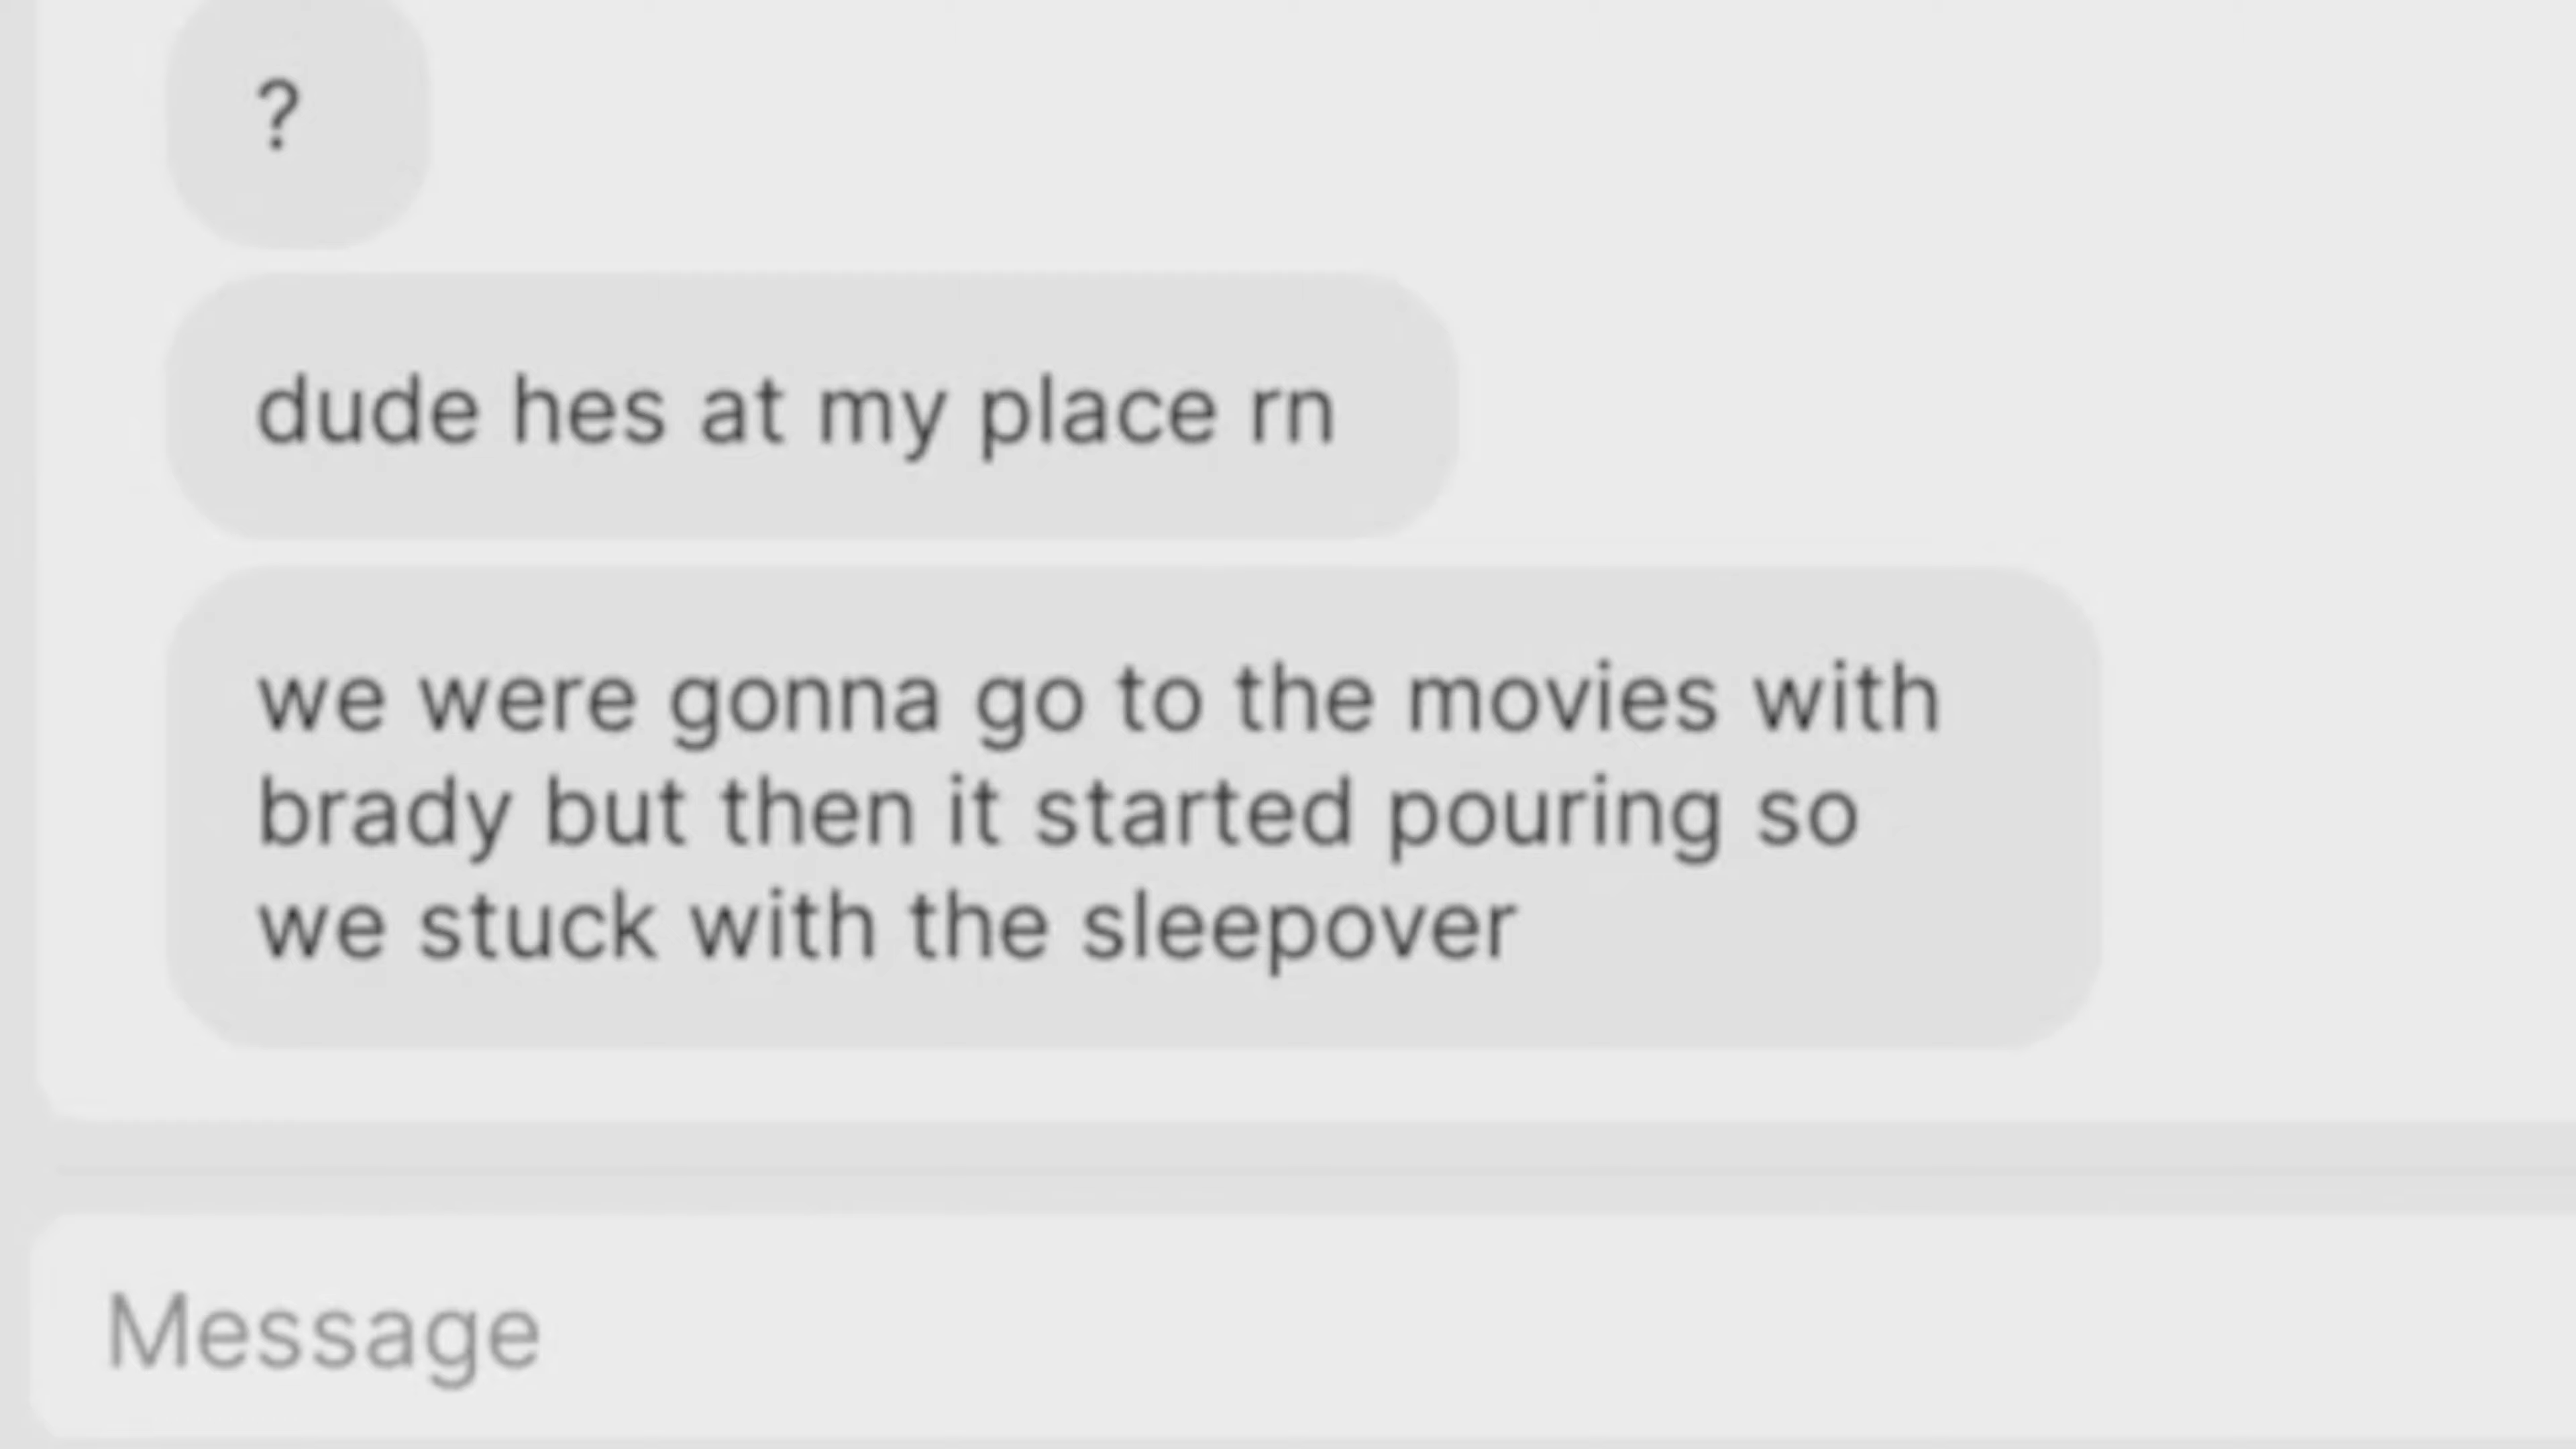 ?
dude hes at my place rn
we were gonna go to the movies with
brady but then it started pouring so
we stuck with the sleepover
Message